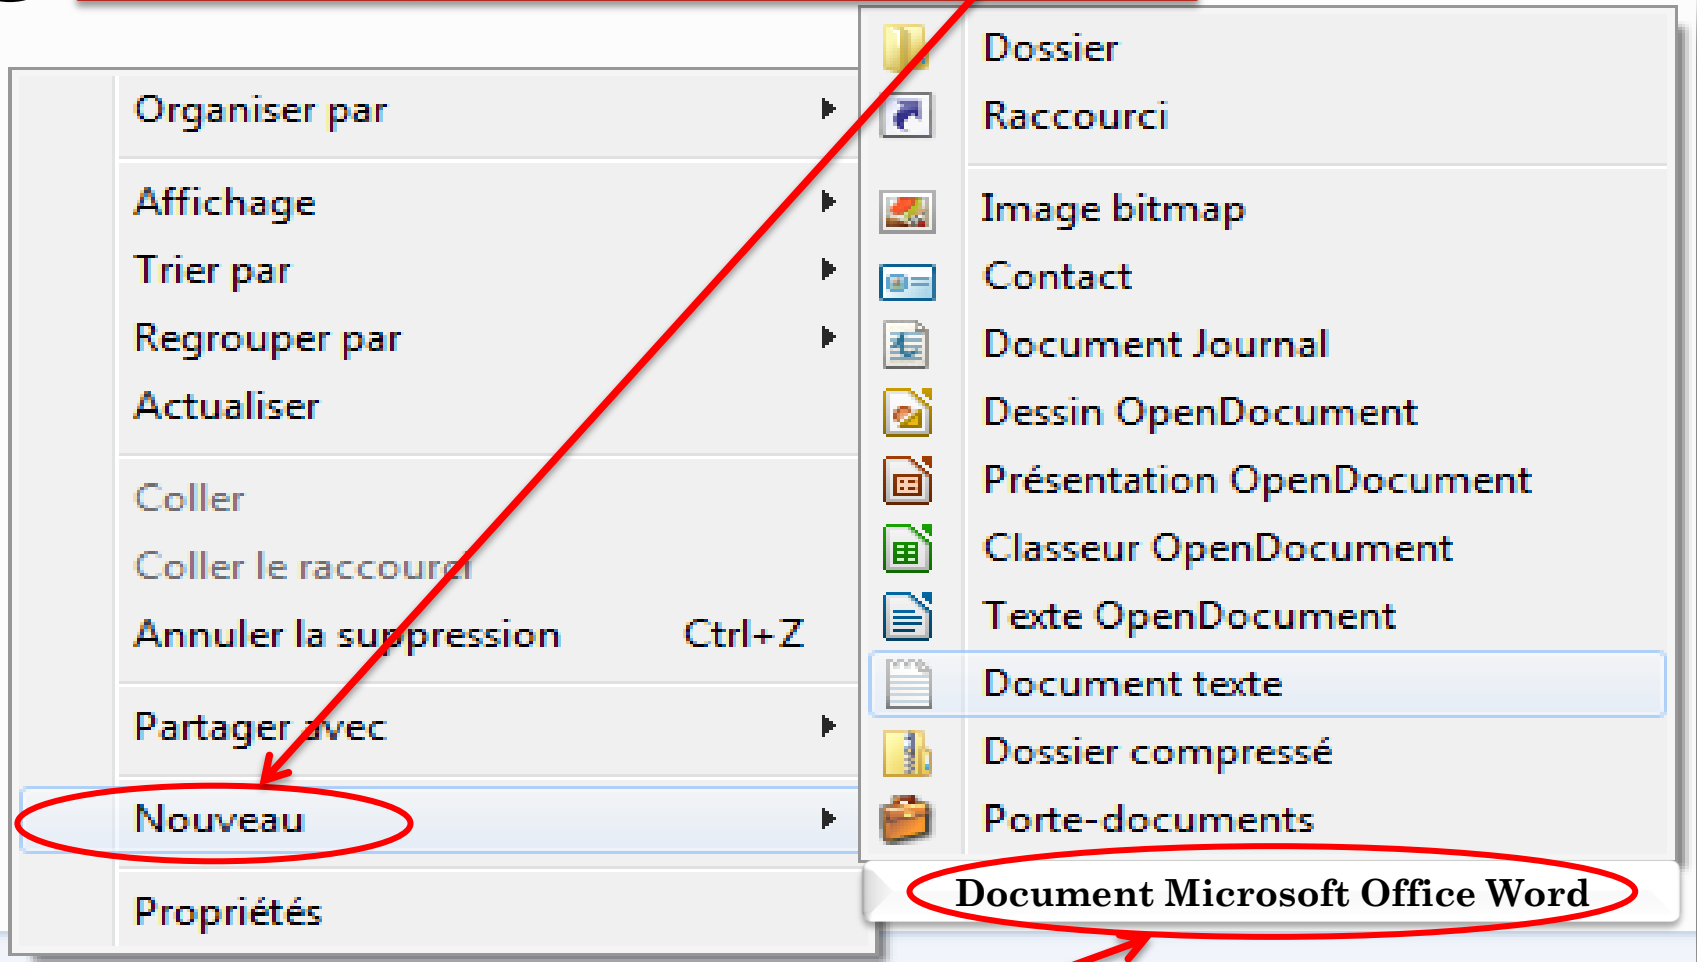 Organiser par
Affichage
Trier par
Regrouper par
Actualiser
Coller
Coller le raccourci
Annuler la suppression Ctrl+Z
Partager avec
Nouveau
Propriétés
Dossier
Raccourci
Image bitmap
Contact
Document Journal
Dessin OpenDocument
Présentation OpenDocument
Classeur OpenDocument
Texte OpenDocument
Document texte
Dossier compressé
Porte-documents
Document Microsoft Office Word